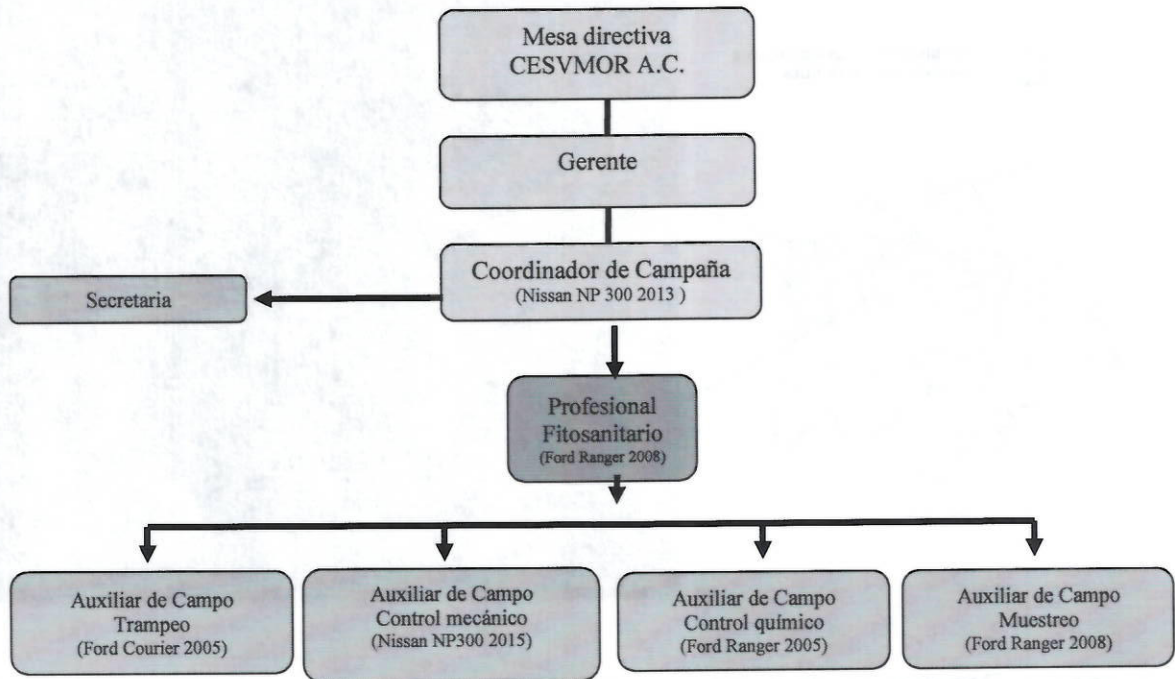 Mesa directiva
CESVMOR A.C.
Gerente
Coordinador de Campaña
(Nissan NP 300 2013 )
Secretaria
Profesional
Fitosanitario
(Ford Ranger 2008)
Auxiliar de Campo
Trampeo
(Ford Courier 2005)
Auxiliar de Campo
Control mecánico
(Nissan NP300 2015)
Auxiliar de Campo
Control químico
(Ford Ranger 2005)
Auxiliar de Campo
Muestreo
(Ford Ranger 2008)